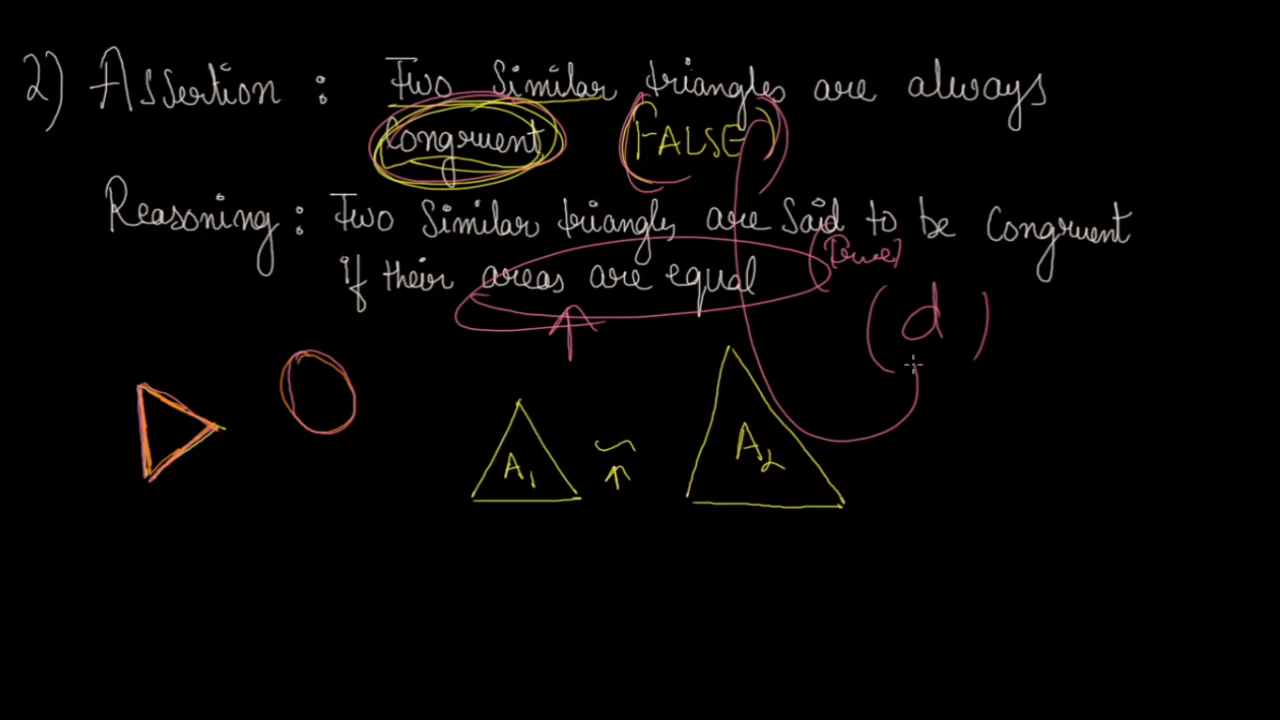 2) Assertion : Two Similar triangles are always
Congruent (FALSE)
Reasoning : Two Similar triangles are Said to be Congruent
if their areas are equal (True)
(d)
A1 ~ A2